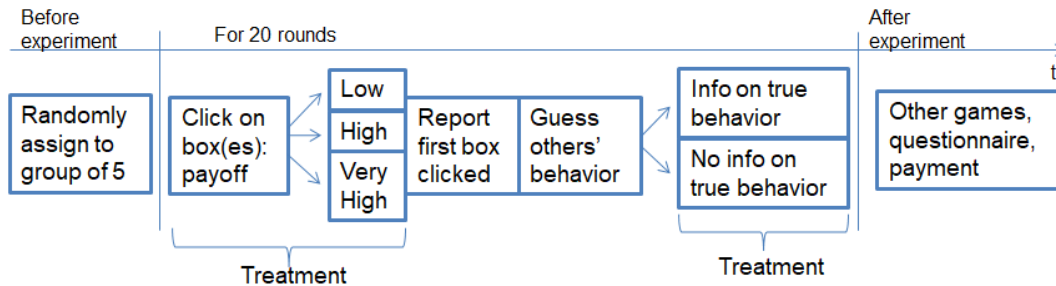 Before
experiment
For 20 rounds
After
experiment
t
Randomly
assign to
group of 5
Click on
box(es):
payoff
Low
High
Very
High
Report
first box
clicked
Guess
others'
behavior
Info on true
behavior
No info on
true behavior
Other games,
questionnaire,
payment
Treatment
Treatment